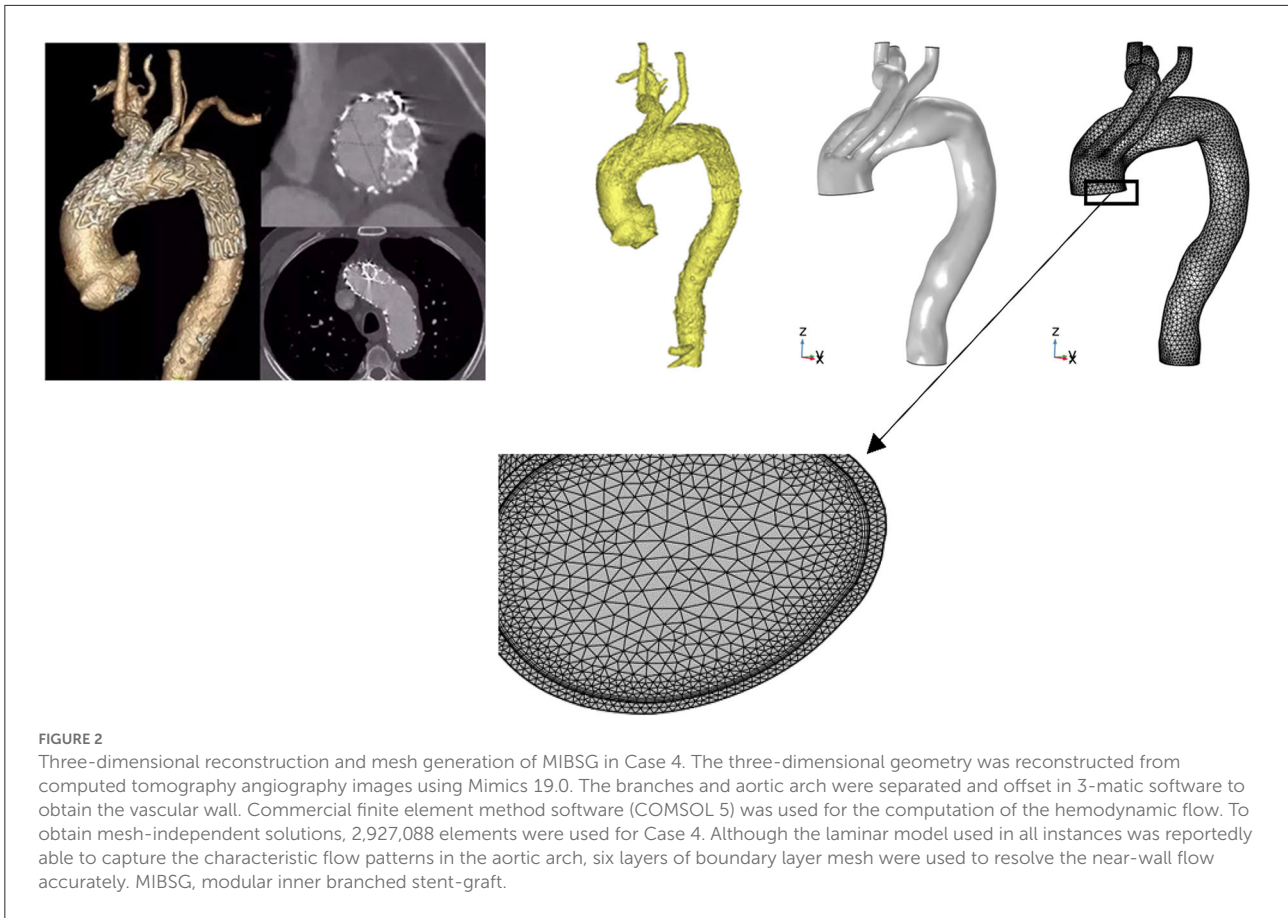 z
y
x
z
y
x
FIGURE 2
Three-dimensional reconstruction and mesh generation of MIBSG in Case 4. The three-dimensional geometry was reconstructed from
computed tomography angiography images using Mimics 19.0. The branches and aortic arch were separated and offset in 3-matic software to
obtain the vascular wall. Commercial finite element method software (COMSOL 5) was used for the computation of the hemodynamic flow. To
obtain mesh-independent solutions, 2,927,088 elements were used for Case 4. Although the laminar model used in all instances was reportedly
able to capture the characteristic flow patterns in the aortic arch, six layers of boundary layer mesh were used to resolve the near-wall flow
accurately. MIBSG, modular inner branched stent-graft.